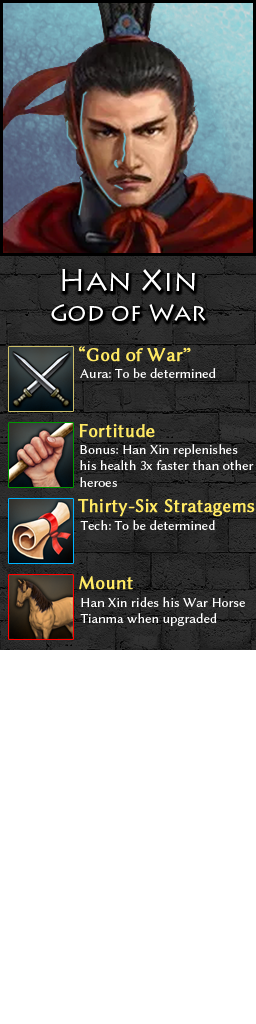 Han Xin
God of War
“God of War”
Aura: To be determined
Fortitude
Bonus: Han Xin replenishes
his health 3x faster than other
heroes
Thirty-Six Stratagems
Tech: To be determined
Mount
Han Xin rides his War Horse
Tianma when upgraded